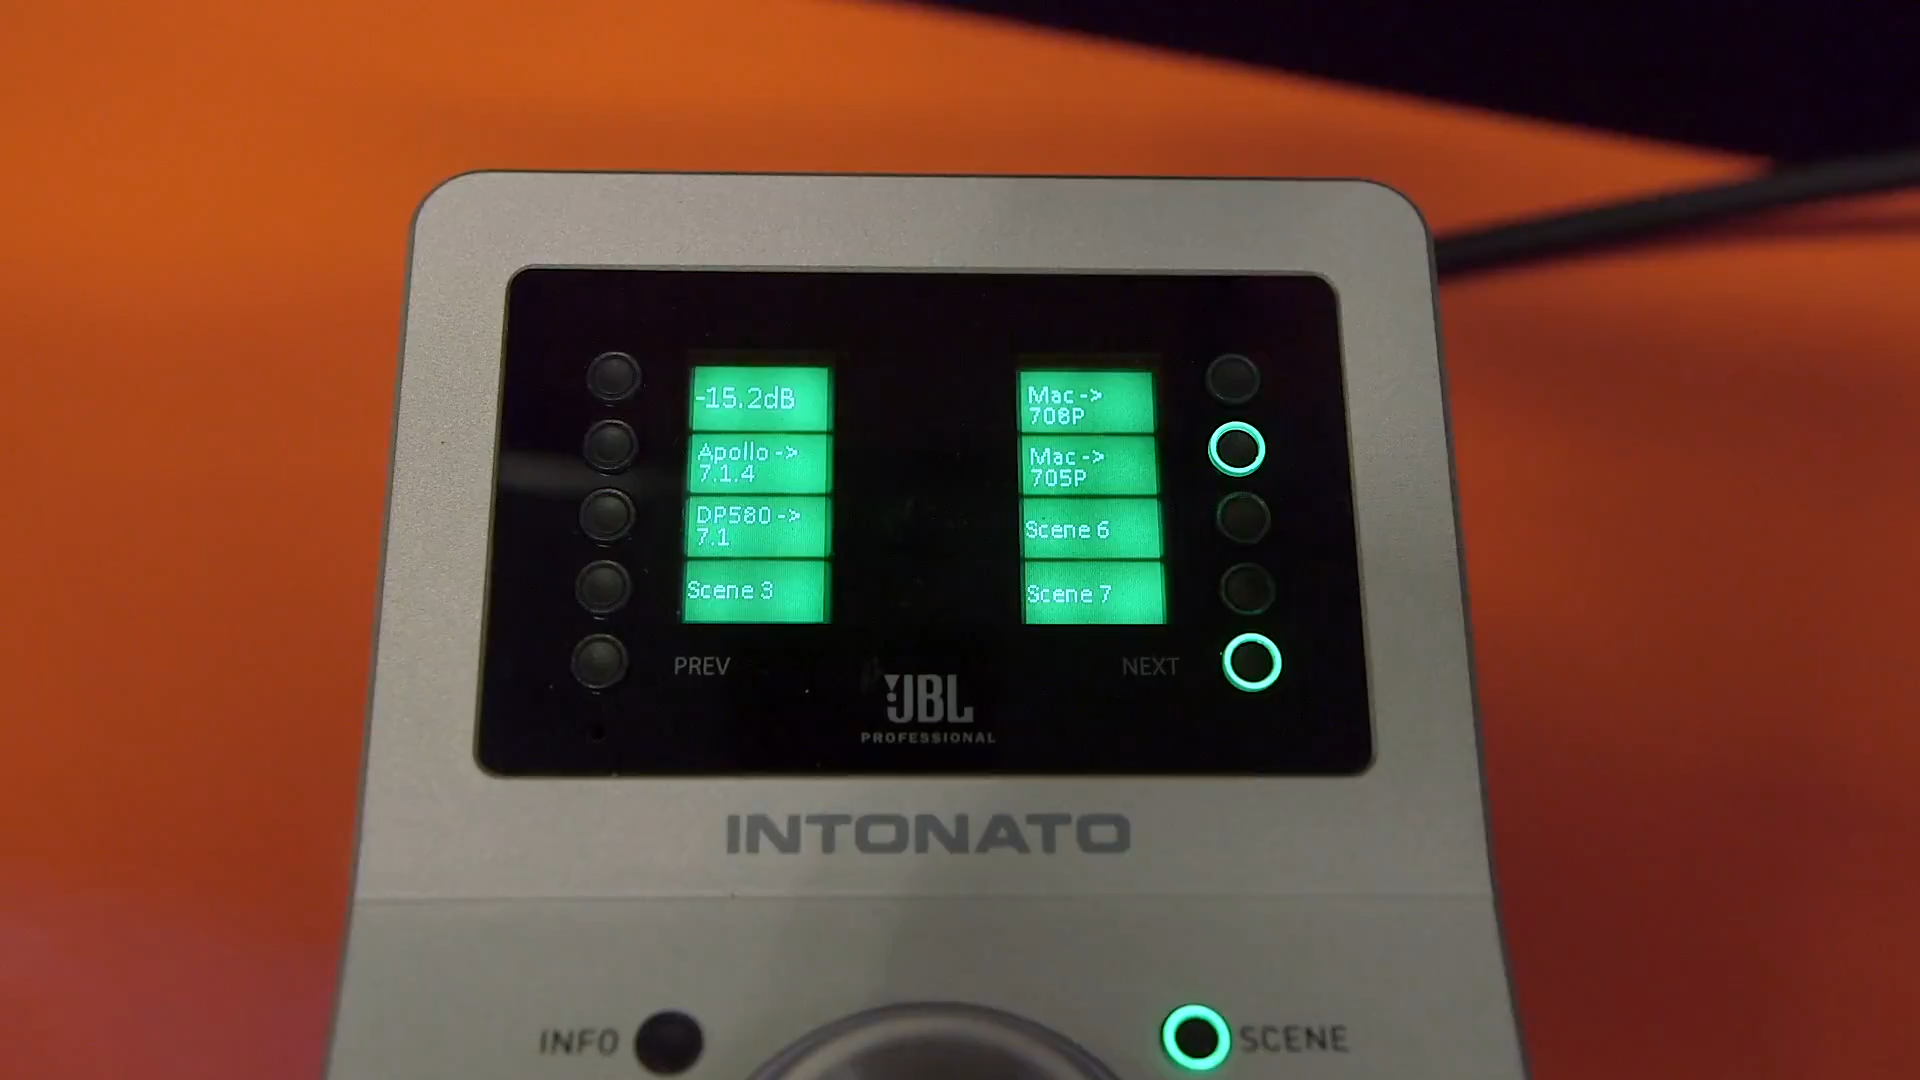 -15.2dB
Apollo ->
7.1.4
DP580 ->
7.1
Scene 3
Mac ->
708P
Mac ->
705P
Scene 6
Scene 7
PREV
NEXT
JBL
PROFESSIONAL
INTONATO
INFO
SCENE